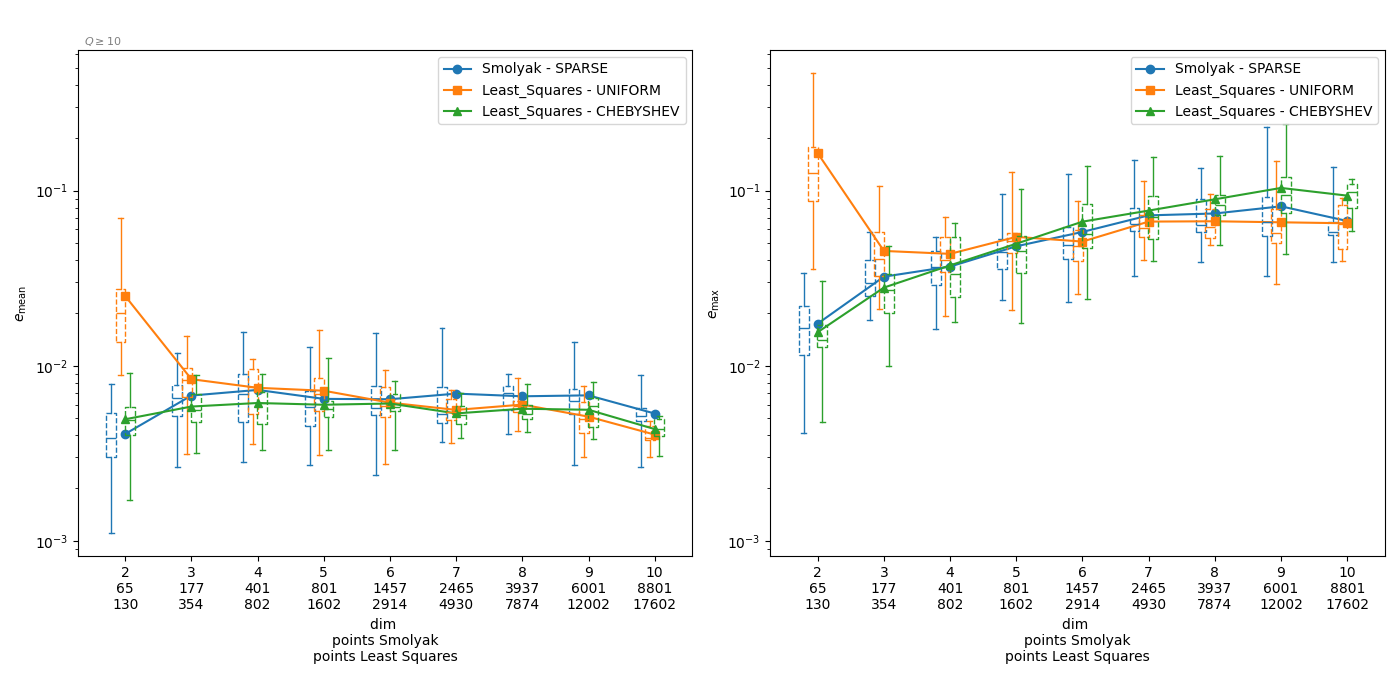 Q ≥ 10
Smolyak - SPARSE
Least_Squares - UNIFORM
Least_Squares - CHEBYSHEV
e_mean
10⁻¹
10⁻²
10⁻³
2 3 4 5 6 7 8 9 10
65 177 401 801 1457 2465 3937 6001 8801
130 354 802 1602 2914 4930 7874 12002 17602
dim
points Smolyak
points Least Squares
Smolyak - SPARSE
Least_Squares - UNIFORM
Least_Squares - CHEBYSHEV
e_max
10⁻¹
10⁻²
10⁻³
2 3 4 5 6 7 8 9 10
65 177 401 801 1457 2465 3937 6001 8801
130 354 802 1602 2914 4930 7874 12002 17602
dim
points Smolyak
points Least Squares